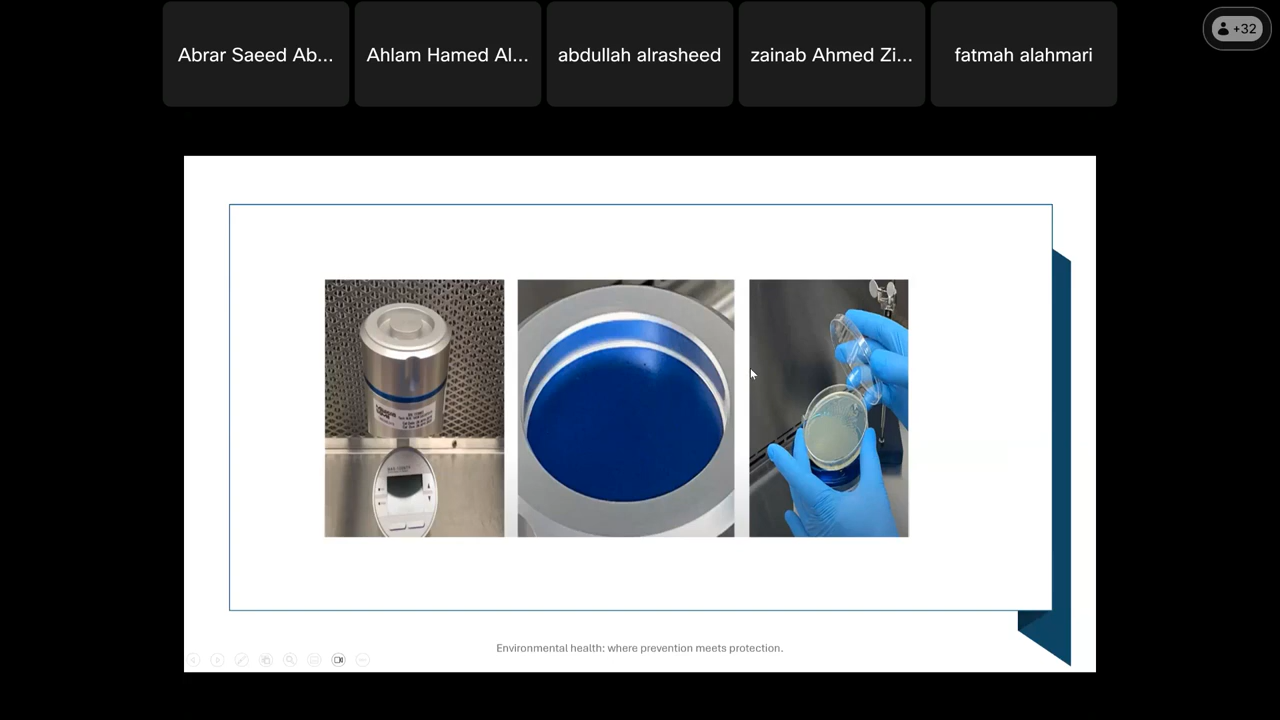 Abrar Saeed Ab...
Ahlam Hamed Al...
abdullah alrasheed
zainab Ahmed Zi...
fatmah alahmari
+32
Environmental health: where prevention meets protection.